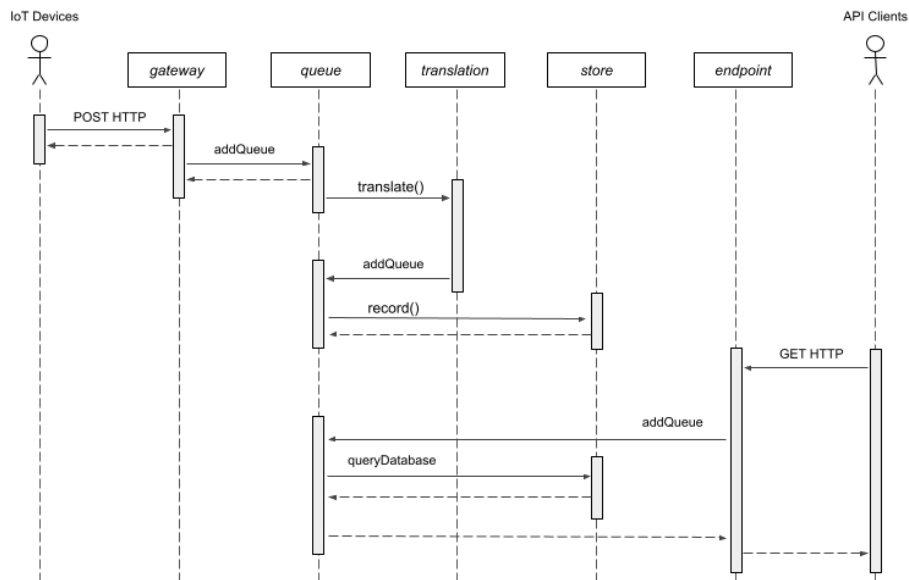 IoT Devices
API Clients
gateway
queue
translation
store
endpoint
POST HTTP
addQueue
translate()
addQueue
record()
GET HTTP
addQueue
queryDatabase